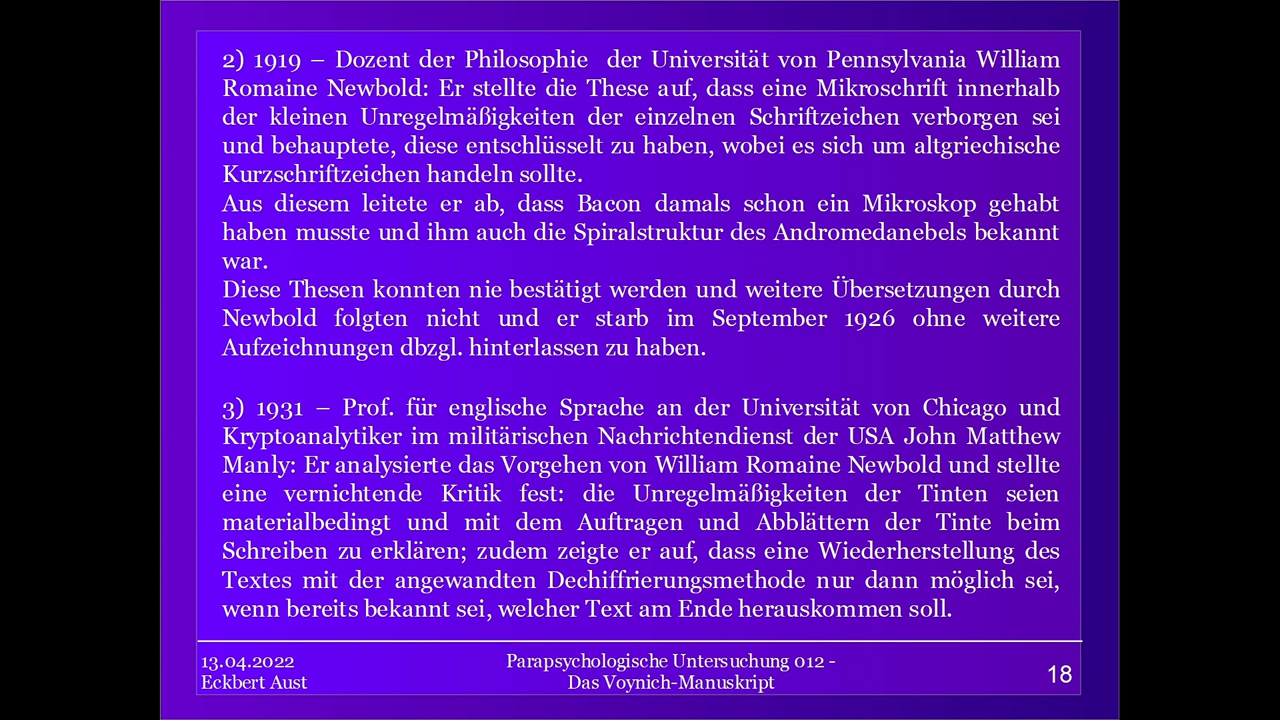 2) 1919 – Dozent der Philosophie der Universität von Pennsylvania William
Romaine Newbold: Er stellte die These auf, dass eine Mikroschrift innerhalb
der kleinen Unregelmäßigkeiten der einzelnen Schriftzeichen verborgen sei
und behauptete, diese entschlüsselt zu haben, wobei es sich um altgriechische
Kurzschriftzeichen handeln sollte.
Aus diesem leitete er ab, dass Bacon damals schon ein Mikroskop gehabt
haben musste und ihm auch die Spiralstruktur des Andromedanebels bekannt
war.
Diese Thesen konnten nie bestätigt werden und weitere Übersetzungen durch
Newbold folgten nicht und er starb im September 1926 ohne weitere
Aufzeichnungen dbzgl. hinterlassen zu haben.
3) 1931 – Prof. für englische Sprache an der Universität von Chicago und
Kryptoanalytiker im militärischen Nachrichtendienst der USA John Matthew
Manly: Er analysierte das Vorgehen von William Romaine Newbold und stellte
eine vernichtende Kritik fest: die Unregelmäßigkeiten der Tinten seien
materialbedingt und mit dem Auftragen und Abblättern der Tinte beim
Schreiben zu erklären; zudem zeigte er auf, dass eine Wiederherstellung des
Textes mit der angewandten Dechiffrierungsmethode nur dann möglich sei,
wenn bereits bekannt sei, welcher Text am Ende herauskommen soll.
13.04.2022
Eckbert Aust
Parapsychologische Untersuchung 012 -
Das Voynich-Manuskript
18